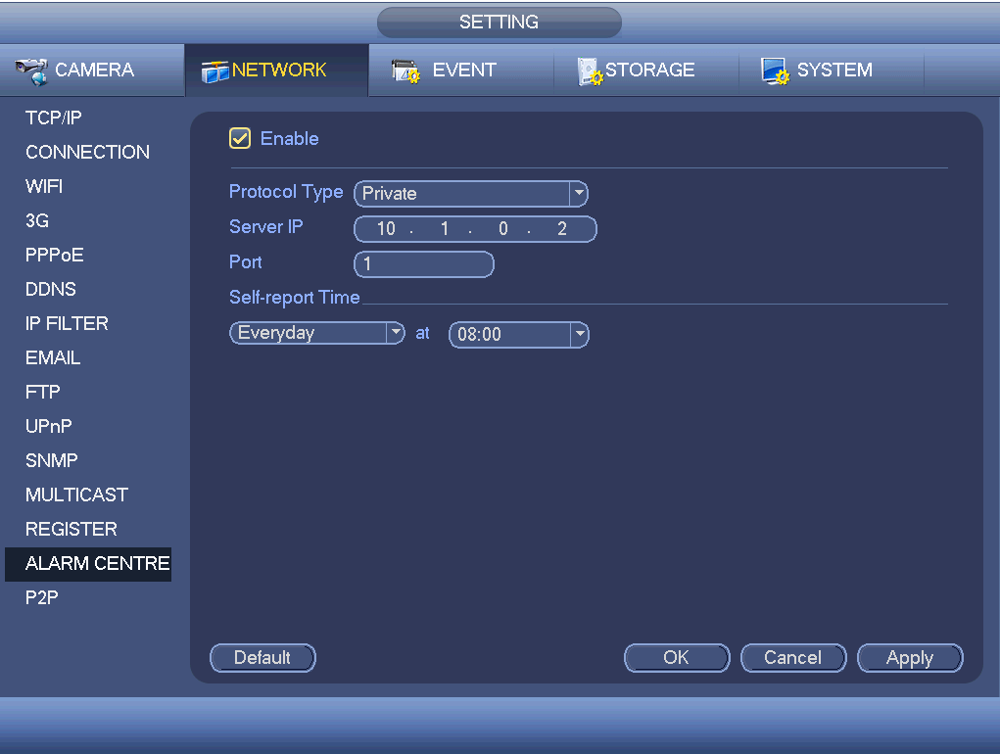 SETTING
CAMERA NETWORK EVENT STORAGE SYSTEM
TCP/IP
CONNECTION
WIFI
3G
PPPoE
DDNS
IP FILTER
EMAIL
FTP
UPnP
SNMP
MULTICAST
REGISTER
ALARM CENTRE
P2P
Enable
Protocol Type Private
Server IP 10 . 1 . 0 . 2
Port 1
Self-report Time
Everyday at 08:00
Default OK Cancel Apply